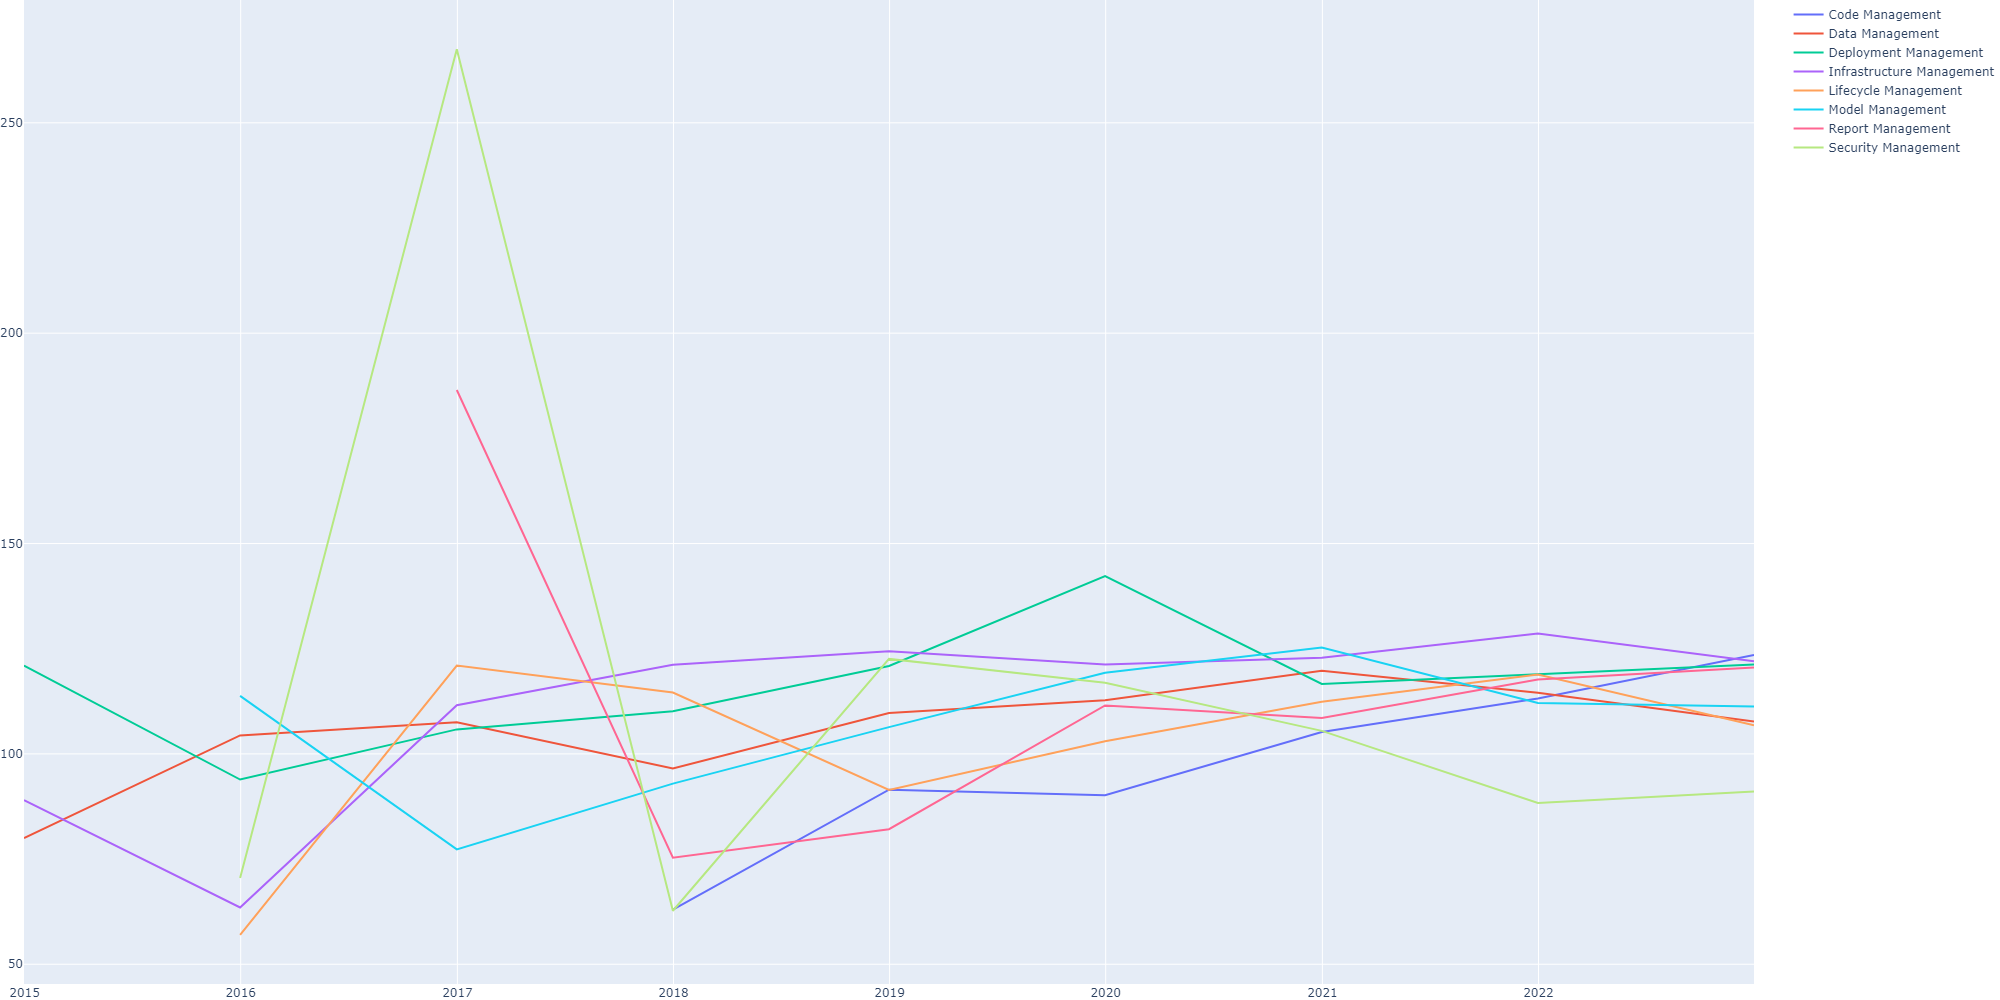 Code Management
Data Management
Deployment Management
Infrastructure Management
Lifecycle Management
Model Management
Report Management
Security Management
250
200
150
100
50
2015 2016 2017 2018 2019 2020 2021 2022